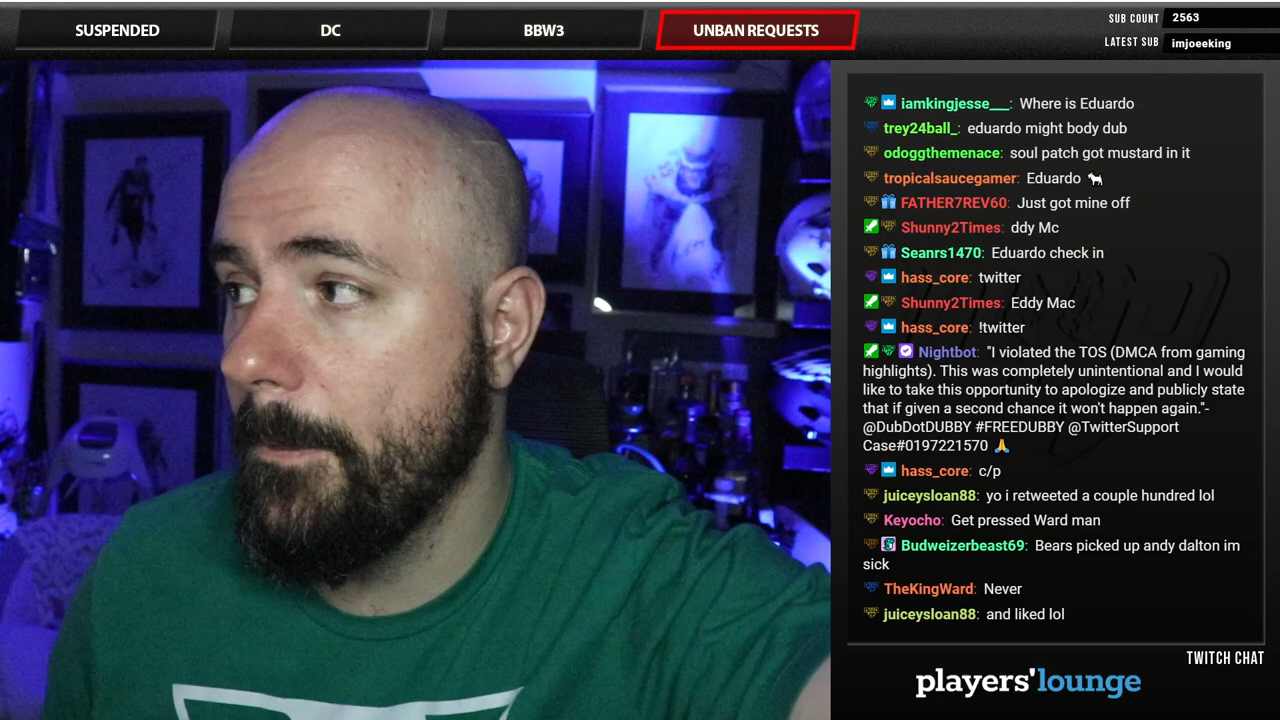 SUSPENDED
DC
BBW3
UNBAN REQUESTS
SUB COUNT 2563
LATEST SUB imjoeeking
iamkingjesse___: Where is Eduardo
trey24ball_: eduardo might body dub
odoggthemenace: soul patch got mustard in it
tropicalsaucegamer: Eduardo 🐐
FATHER7REV60: Just got mine off
Shunny2Times: ddy Mc
Seanrs1470: Eduardo check in
hass_core: twitter
Shunny2Times: Eddy Mac
hass_core: !twitter
Nightbot: "I violated the TOS (DMCA from gaming
highlights). This was completely unintentional and I would
like to take this opportunity to apologize and publicly state
that if given a second chance it won't happen again."-
@DubDotDUBBY #FREEDUBBY @TwitterSupport
Case#0197221570 🙏
hass_core: c/p
juiceysloan88: yo i retweeted a couple hundred lol
Keyocho: Get pressed Ward man
Budweizerbeast69: Bears picked up andy dalton im
sick
TheKingWard: Never
juiceysloan88: and liked lol
TWITCH CHAT
players'lounge